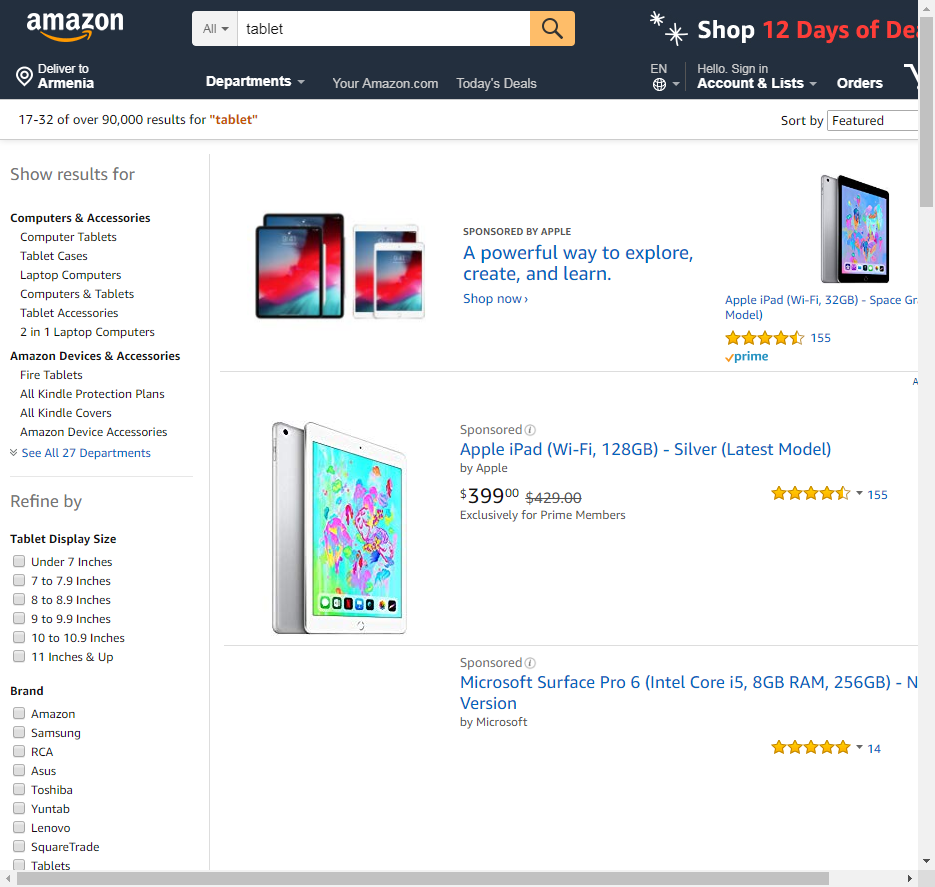 amazon
All
tablet
Shop 12 Days of De
Deliver to
Armenia
Departments
Your Amazon.com
Today's Deals
EN
Hello. Sign in
Account & Lists
Orders
17-32 of over 90,000 results for "tablet"
Sort by
Featured
Show results for
Computers & Accessories
Computer Tablets
Tablet Cases
Laptop Computers
Computers & Tablets
Tablet Accessories
2 in 1 Laptop Computers
Amazon Devices & Accessories
Fire Tablets
All Kindle Protection Plans
All Kindle Covers
Amazon Device Accessories
See All 27 Departments
Refine by
Tablet Display Size
Under 7 Inches
7 to 7.9 Inches
8 to 8.9 Inches
9 to 9.9 Inches
10 to 10.9 Inches
11 Inches & Up
Brand
Amazon
Samsung
RCA
Asus
Toshiba
Yuntab
Lenovo
SquareTrade
Tablets
SPONSORED BY APPLE
A powerful way to explore,
create, and learn.
Shop now ›
Apple iPad (Wi-Fi, 32GB) - Space Gr
Model)
155
prime
A
Sponsored
Apple iPad (Wi-Fi, 128GB) - Silver (Latest Model)
by Apple
$399 00 $429.00
155
Exclusively for Prime Members
Sponsored
Microsoft Surface Pro 6 (Intel Core i5, 8GB RAM, 256GB) - N
Version
by Microsoft
14